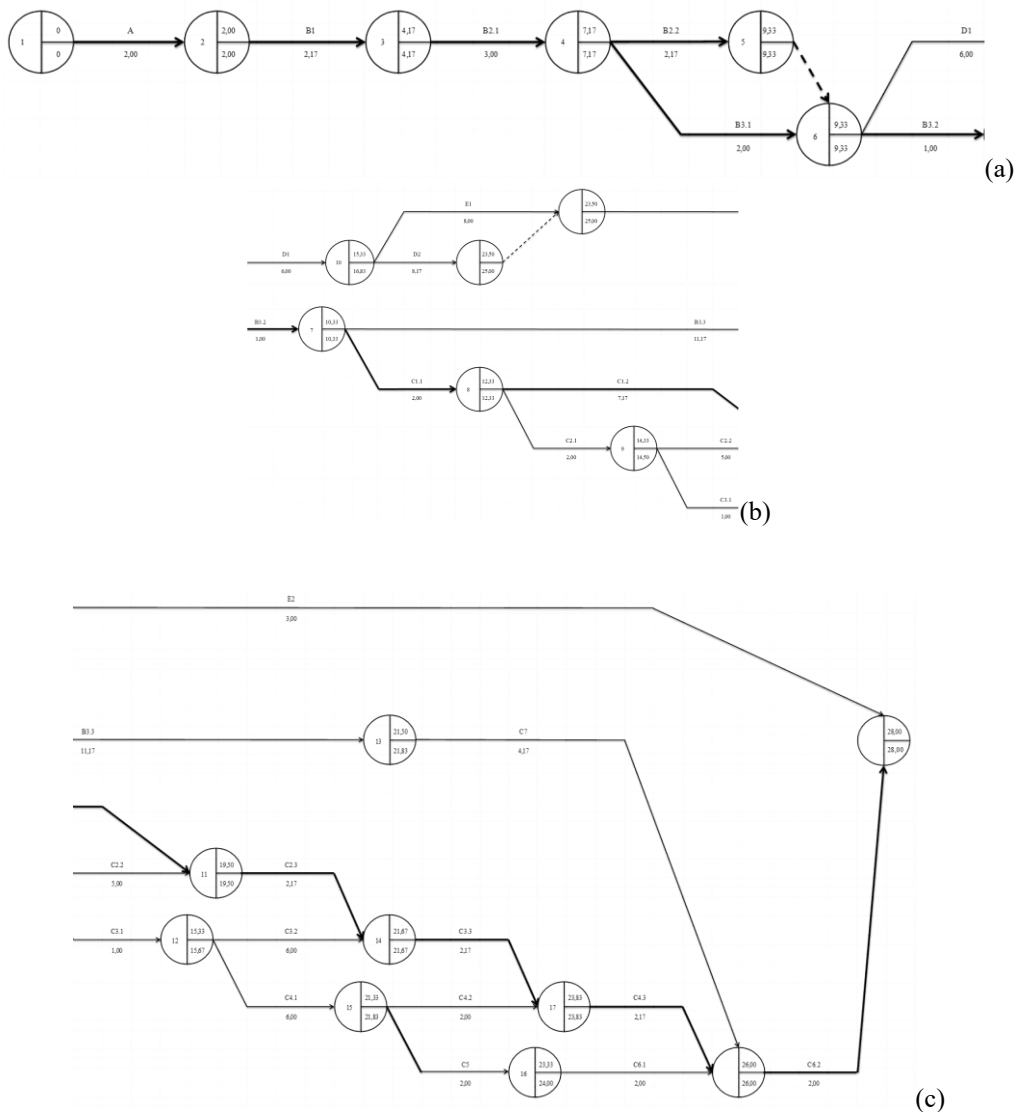 A B1 B2.1 B2.2 D1
1 0 0 2,00 2 2,00 2,00 2,17 3 4,17 4,17 3,00 4 7,17 7,17 2,17 5 9,33 9,33 6,00
B3.1 B3.2
2,00 6 9,33 9,33 1,00
(a)
E1
8,00 23,50 25,00
D1 D2
6,00 10 15,33 16,83 8,17 23,50 25,00
B3.2 B3.3
1,00 7 10,33 10,33 11,17
C1.1 C1.2
2,00 8 12,33 12,33 7,17
C2.1 C2.2
2,00 9 14,33 14,50 5,00
C3.1
1,00
(b)
E2
3,00
B3.3 C7
11,17 13 21,50 21,83 4,17 28,00 28,00
C2.2 C2.3
5,00 11 19,50 19,50 2,17
C3.1 C3.2 C3.3
1,00 12 15,33 15,67 6,00 14 21,67 21,67 2,17
C4.1 C4.2 C4.3
6,00 15 21,33 21,83 2,00 17 23,83 23,83 2,17
C5 C6.1 C6.2
2,00 16 23,33 24,00 2,00 26,00 26,00 2,00
(c)